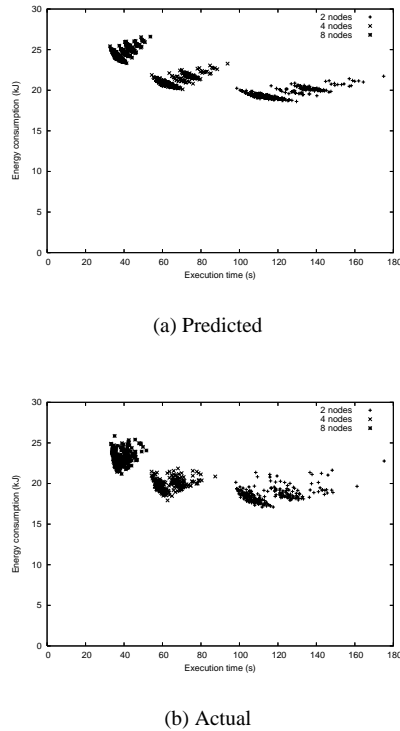 30
25
20
15
10
5
0
Energy consumption (kJ)
2 nodes
4 nodes
8 nodes
0 20 40 60 80 100 120 140 160 180
Execution time (s)
(a) Predicted
30
25
20
15
10
5
0
Energy consumption (kJ)
2 nodes
4 nodes
8 nodes
0 20 40 60 80 100 120 140 160 180
Execution time (s)
(b) Actual